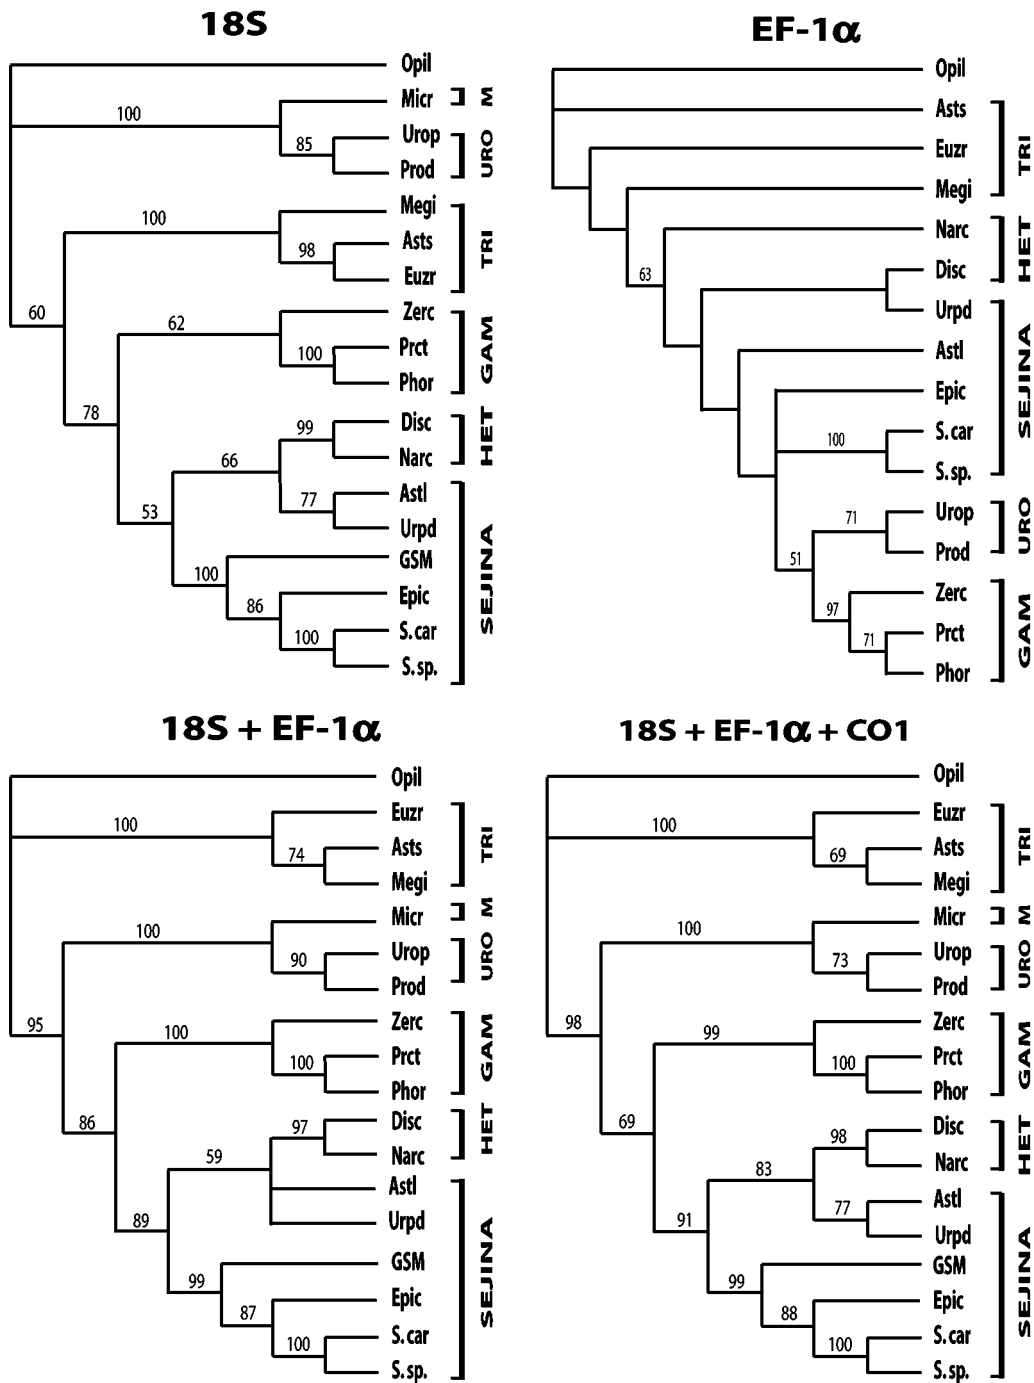 18S
Opil
Micr
Urop
Prod
Megi
Asts
Euzr
Zerc
Prct
Phor
Disc
Narc
Astl
Urpd
GSM
Epic
S.car
S.sp.
M
URO
TRI
GAM
HET
SEJINA
100
85
100
98
60
62
100
78
99
66
77
53
100
86
100
EF-1α
Opil
Asts
Euzr
Megi
Narc
Disc
Urpd
Astl
Epic
S.car
S.sp.
Urop
Prod
Zerc
Prct
Phor
TRI
HET
SEJINA
URO
GAM
63
100
71
51
97
71
18S + EF-1α
Opil
Euzr
Asts
Megi
Micr
Urop
Prod
Zerc
Prct
Phor
Disc
Narc
Astl
Urpd
GSM
Epic
S.car
S.sp.
TRI
M
URO
GAM
HET
SEJINA
100
74
100
90
95
100
100
86
97
59
89
99
87
100
18S + EF-1α + CO1
Opil
Euzr
Asts
Megi
Micr
Urop
Prod
Zerc
Prct
Phor
Disc
Narc
Astl
Urpd
GSM
Epic
S.car
S.sp.
TRI
M
URO
GAM
HET
SEJINA
100
69
100
73
98
99
100
69
98
83
77
91
99
88
100